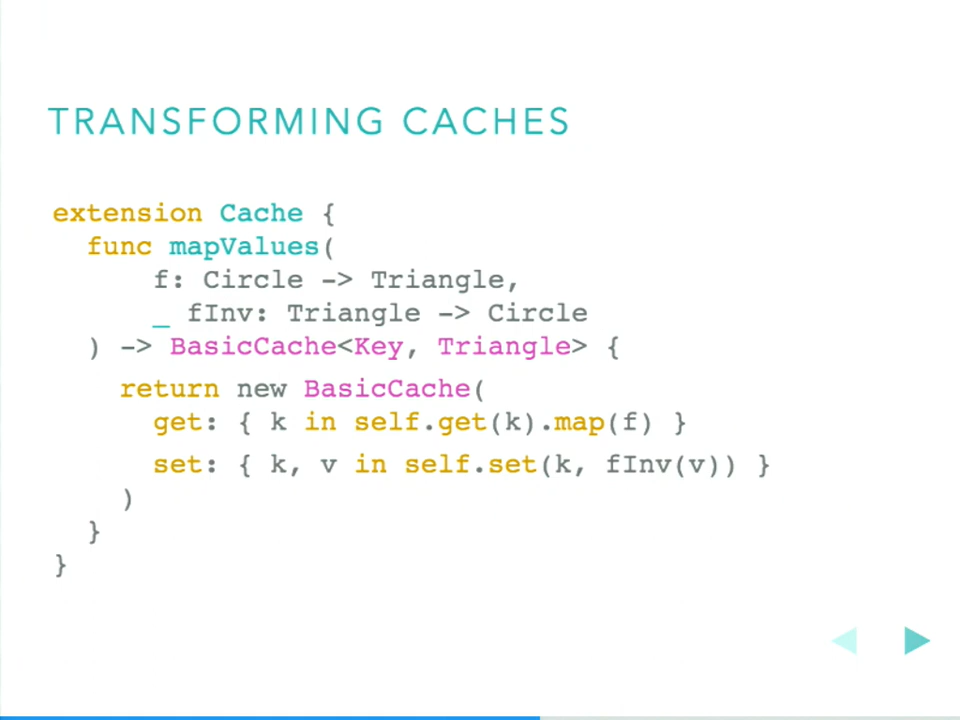 TRANSFORMING CACHES
extension Cache {
func mapValues(
f: Circle -> Triangle,
_ fInv: Triangle -> Circle
) -> BasicCache<Key, Triangle> {
return new BasicCache(
get: { k in self.get(k).map(f) }
set: { k, v in self.set(k, fInv(v)) }
)
}
}